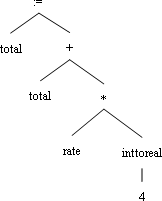 :=
total
+
total
*
rate
inttoreal
4